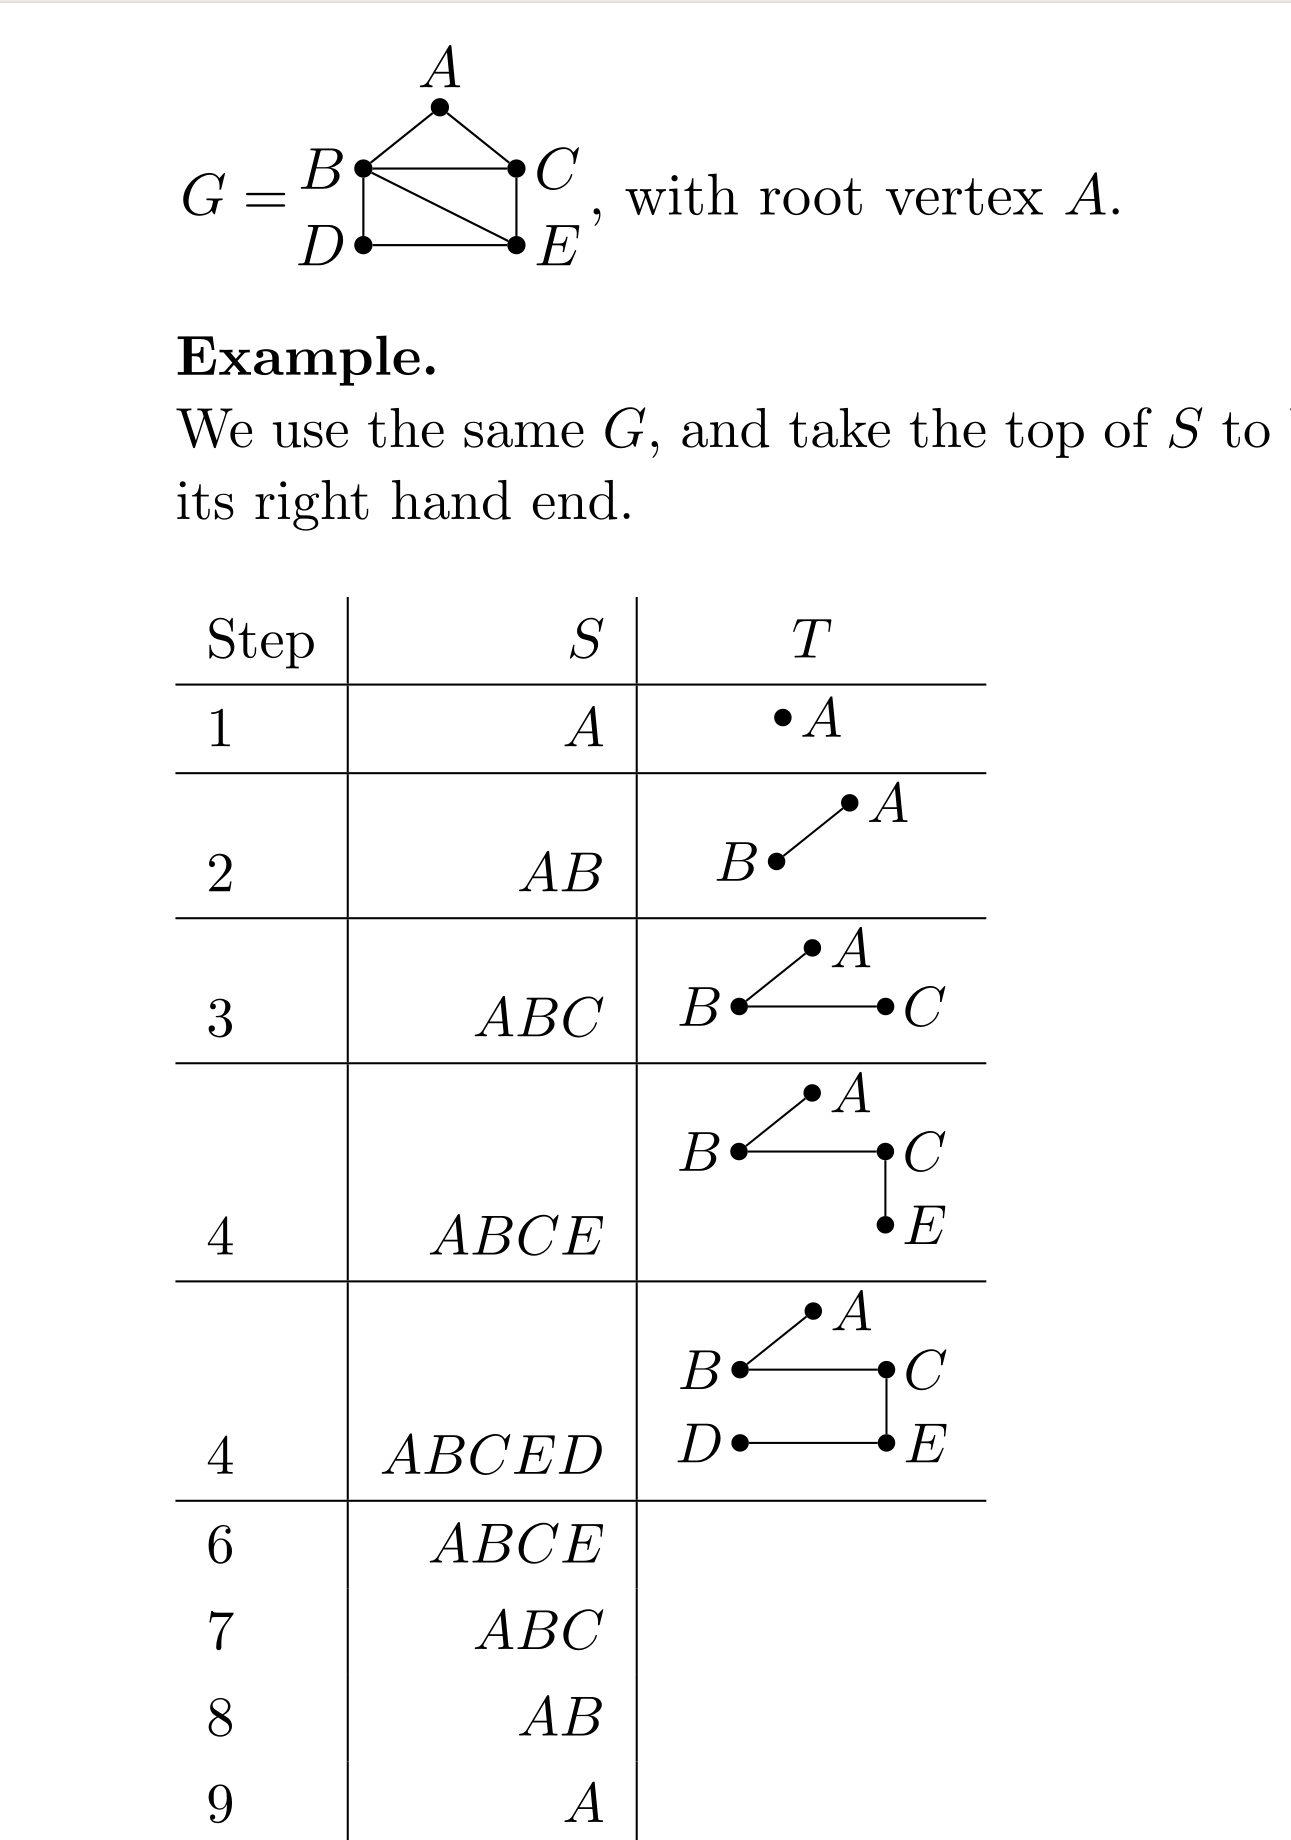 A
B C
G = , with root vertex A.
D E
Example.
We use the same G, and take the top of S to
its right hand end.
Step S T
1 A A
A
B
2 AB
A
B C
3 ABC
A
B C
E
4 ABCE
A
B C
D E
4 ABCED
6 ABCE
7 ABC
8 AB
9 A